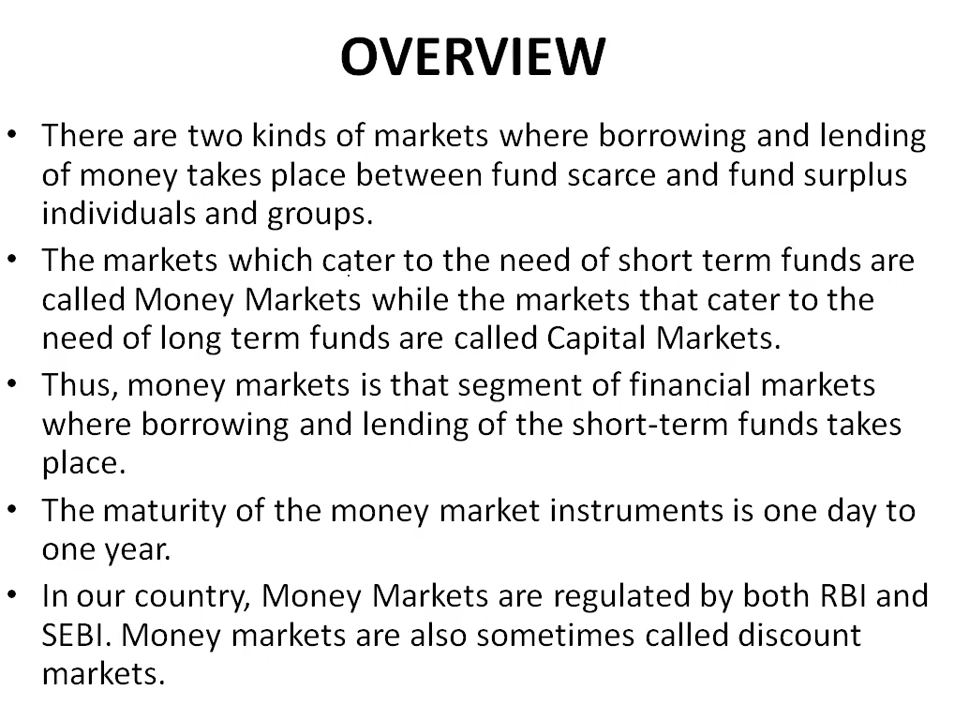 OVERVIEW
• There are two kinds of markets where borrowing and lending
of money takes place between fund scarce and fund surplus
individuals and groups.
• The markets which cater to the need of short term funds are
called Money Markets while the markets that cater to the
need of long term funds are called Capital Markets.
• Thus, money markets is that segment of financial markets
where borrowing and lending of the short-term funds takes
place.
• The maturity of the money market instruments is one day to
one year.
• In our country, Money Markets are regulated by both RBI and
SEBI. Money markets are also sometimes called discount
markets.